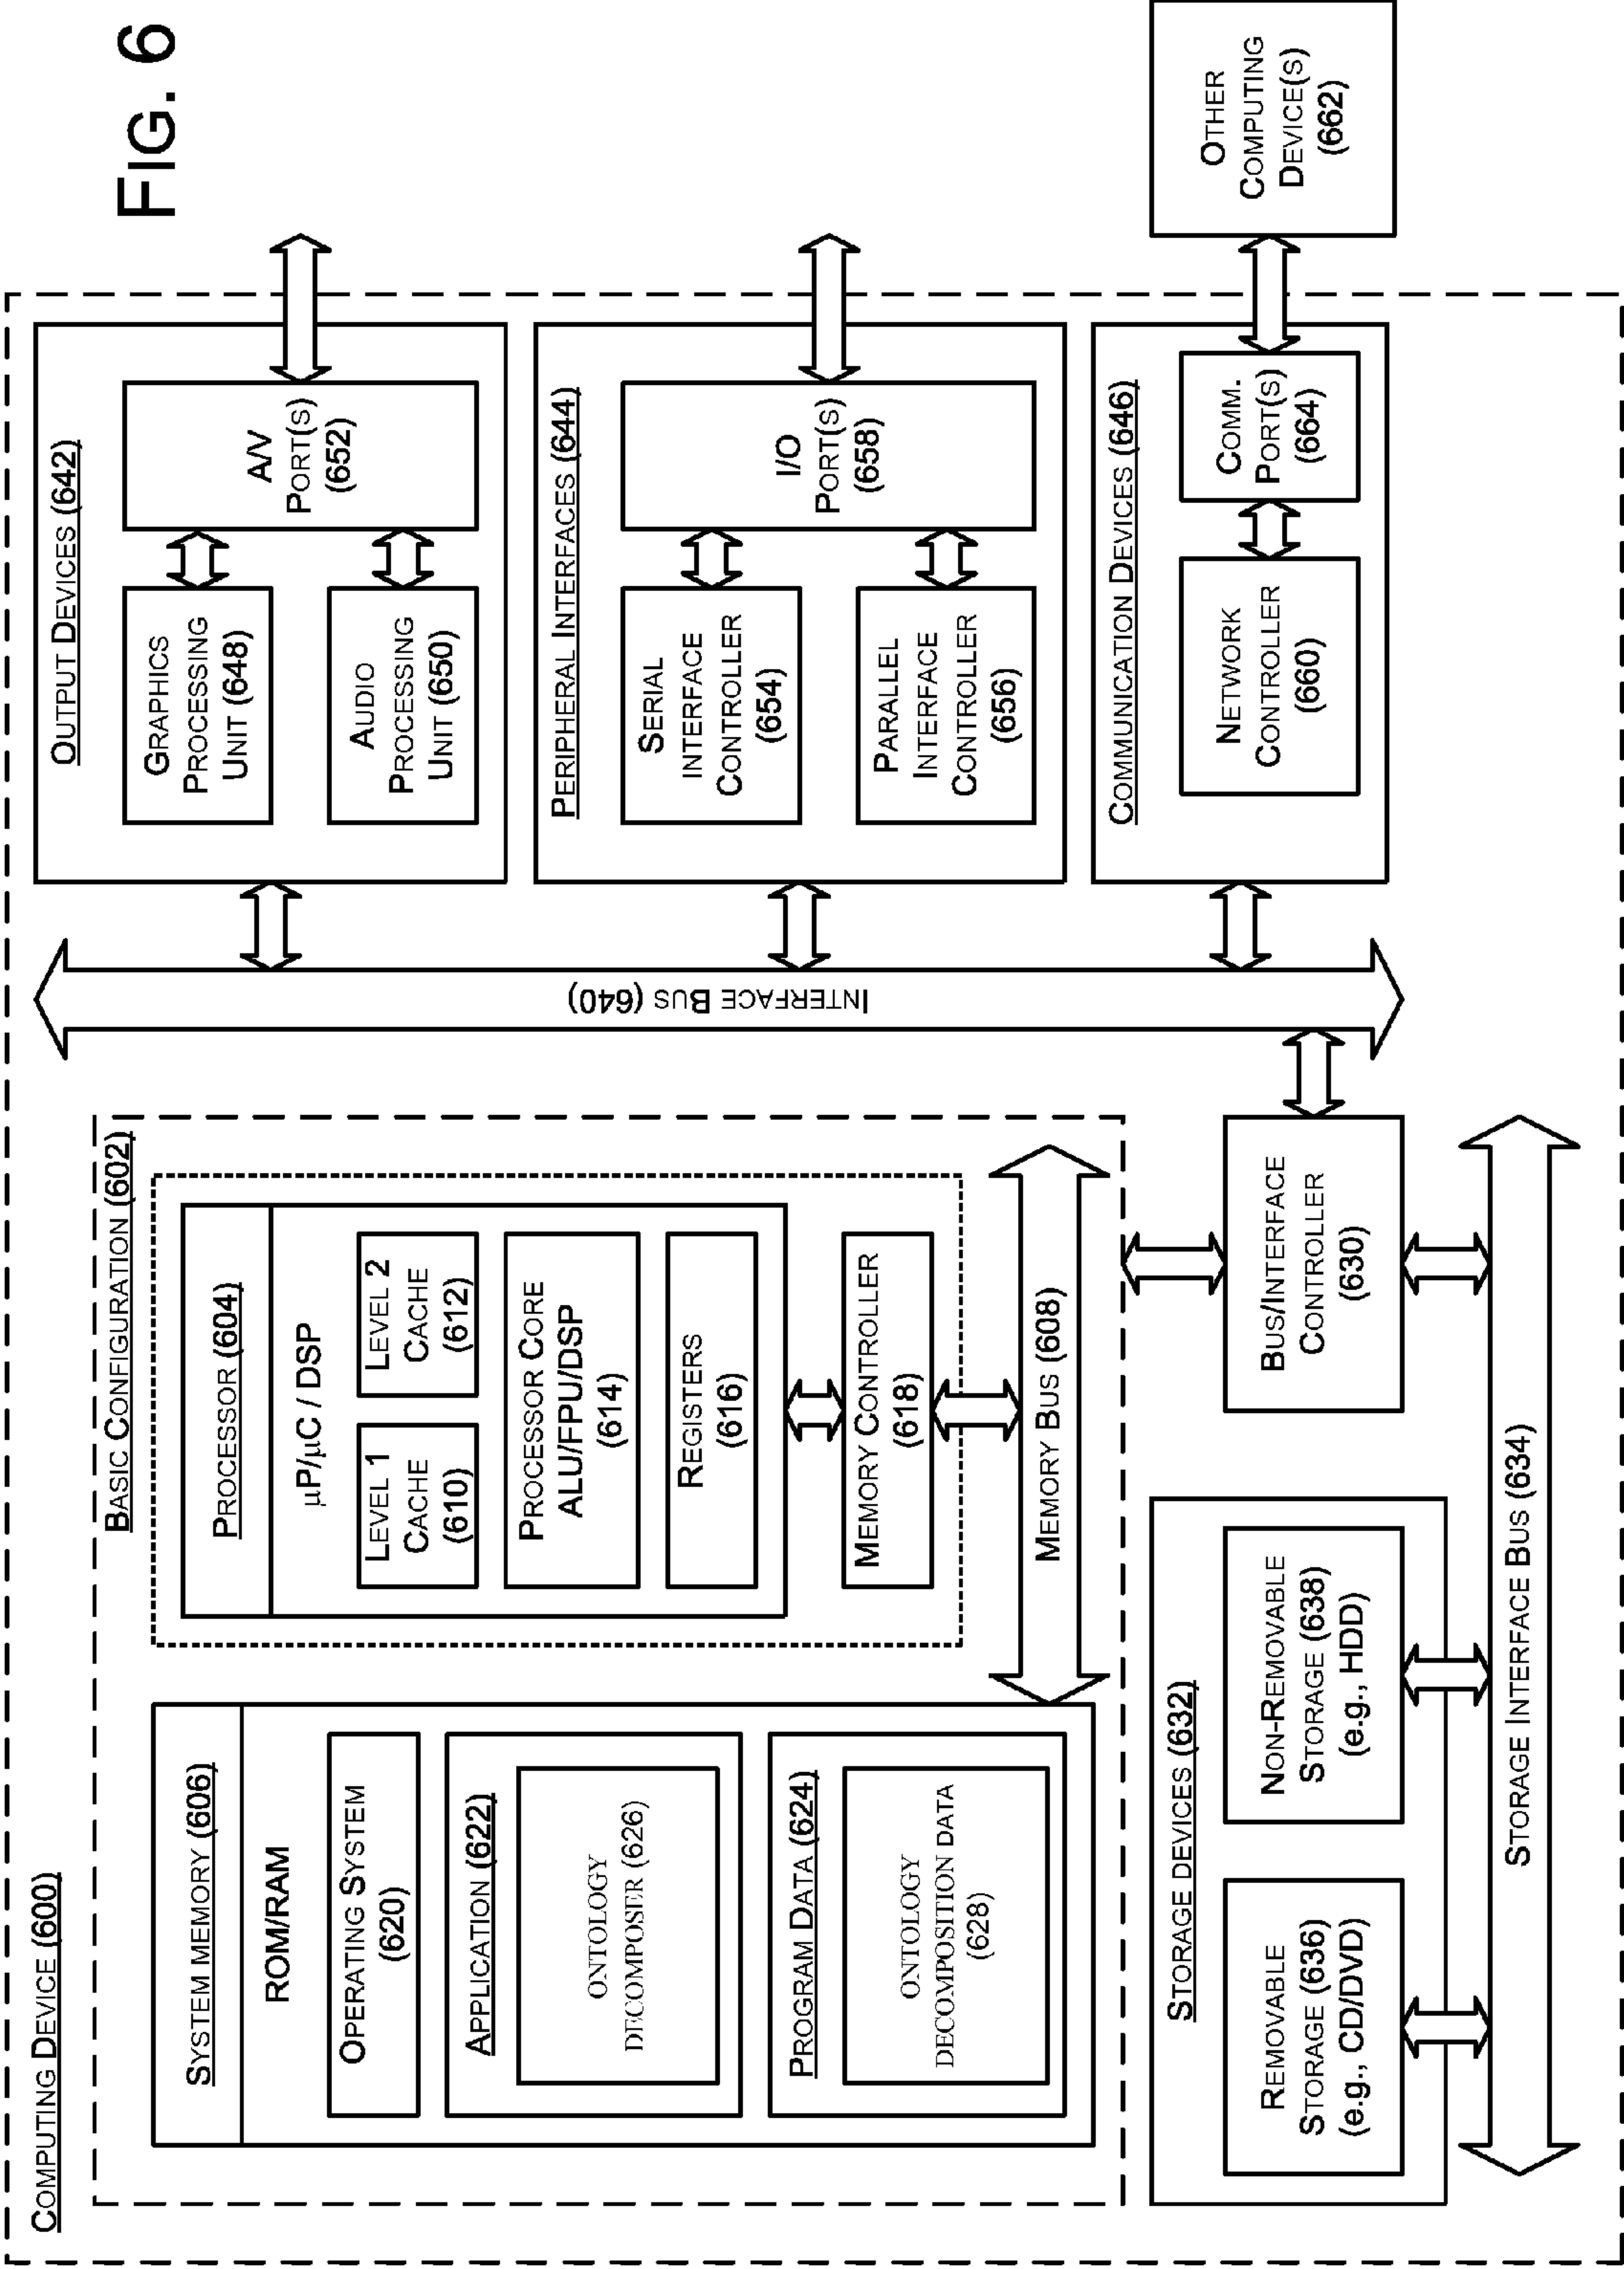 FIG. 6
COMPUTING DEVICE (600)
BASIC CONFIGURATION (602)
SYSTEM MEMORY (606)
ROM/RAM
OPERATING SYSTEM
(620)
APPLICATION (622)
ONTOLOGY
DECOMPOSER (626)
PROGRAM DATA (624)
ONTOLOGY
DECOMPOSITION DATA
(628)
PROCESSOR (604)
µP/µC / DSP
LEVEL 1
CACHE
(610)
LEVEL 2
CACHE
(612)
PROCESSOR CORE
ALU/FPU/DSP
(614)
REGISTERS
(616)
MEMORY CONTROLLER
(618)
MEMORY BUS (608)
BUS/INTERFACE
CONTROLLER
(630)
STORAGE DEVICES (632)
REMOVABLE
STORAGE (636)
(e.g., CD/DVD)
NON-REMOVABLE
STORAGE (638)
(e.g., HDD)
STORAGE INTERFACE BUS (634)
INTERFACE BUS (640)
OUTPUT DEVICES (642)
GRAPHICS
PROCESSING
UNIT (648)
AUDIO
PROCESSING
UNIT (650)
A/V
PORT(S)
(652)
PERIPHERAL INTERFACES (644)
SERIAL
INTERFACE
CONTROLLER
(654)
PARALLEL
INTERFACE
CONTROLLER
(656)
I/O
PORT(S)
(658)
COMMUNICATION DEVICES (646)
NETWORK
CONTROLLER
(660)
COMM.
PORT(S)
(664)
OTHER
COMPUTING
DEVICE(S)
(662)